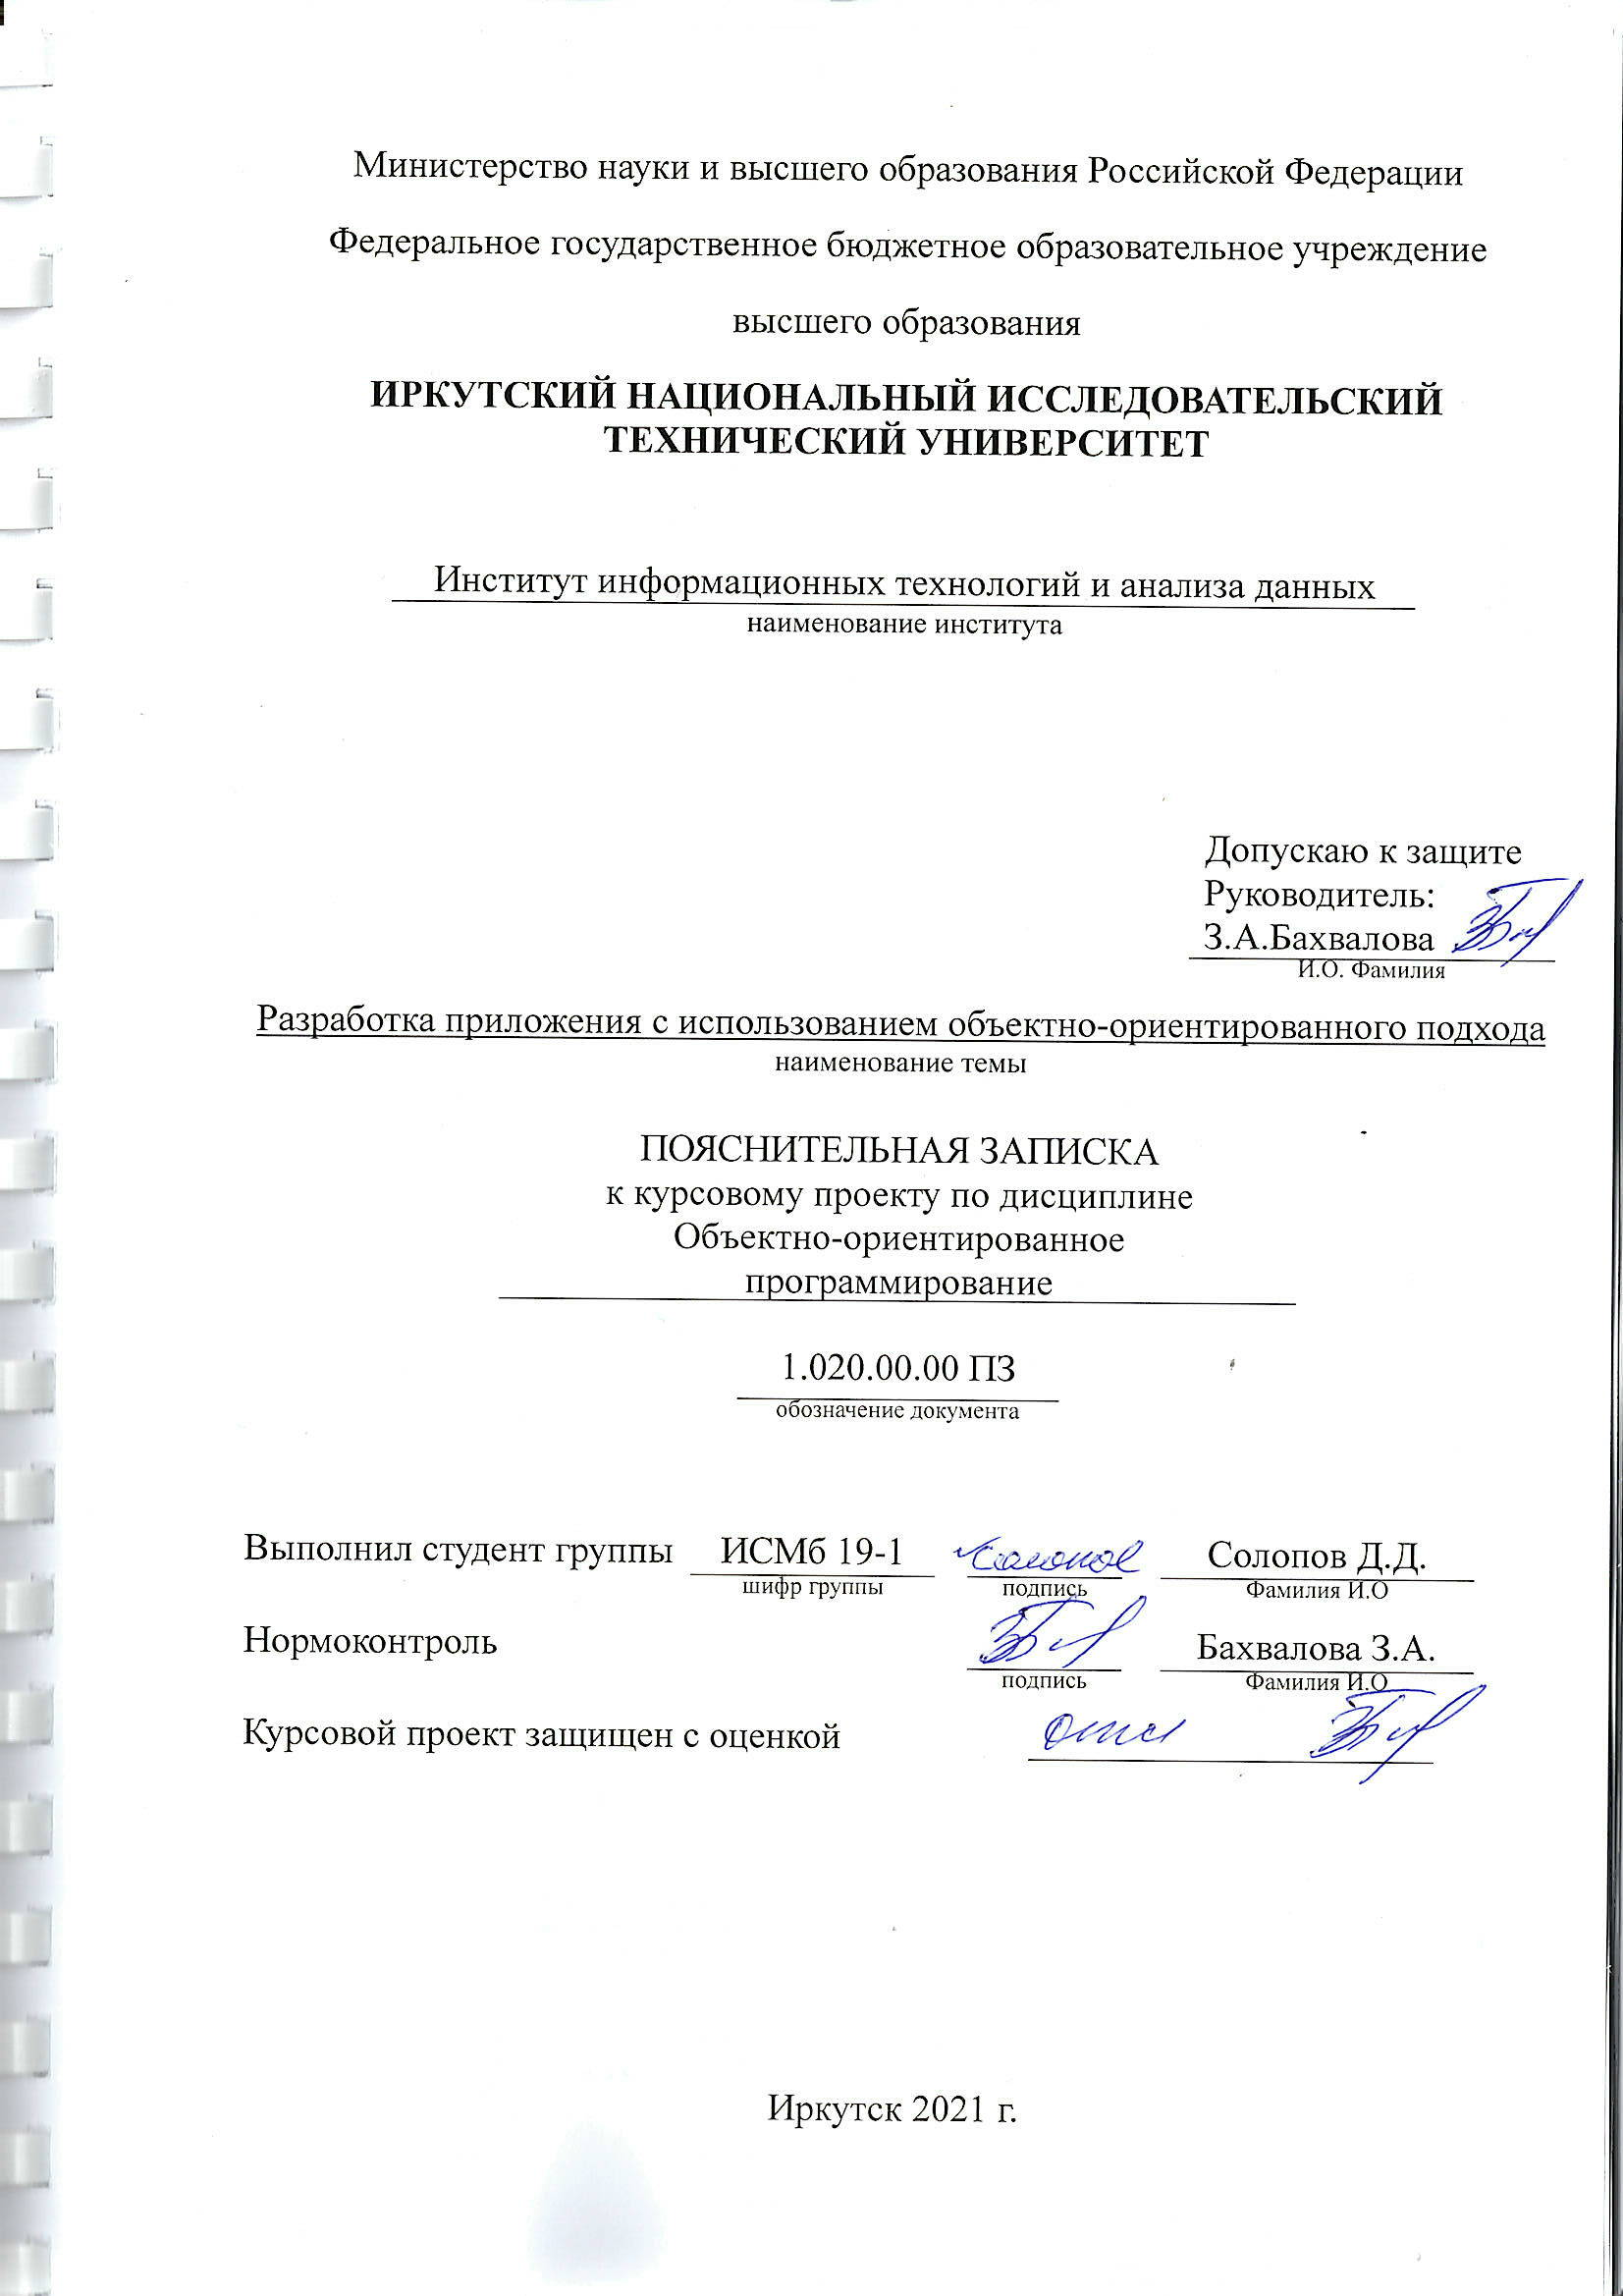 Министерство науки и высшего образования Российской Федерации
Федеральное государственное бюджетное образовательное учреждение
высшего образования
ИРКУТСКИЙ НАЦИОНАЛЬНЫЙ ИССЛЕДОВАТЕЛЬСКИЙ
ТЕХНИЧЕСКИЙ УНИВЕРСИТЕТ
Институт информационных технологий и анализа данных
наименование института
Допускаю к защите
Руководитель:
З.А.Бахвалова
И.О. Фамилия
Разработка приложения с использованием объектно-ориентированного подхода
наименование темы
ПОЯСНИТЕЛЬНАЯ ЗАПИСКА
к курсовому проекту по дисциплине
Объектно-ориентированное
программирование
1.020.00.00 ПЗ
обозначение документа
Выполнил студент группы ИСМб 19-1 Солопов Д.Д.
шифр группы подпись Фамилия И.О
Нормоконтроль Бахвалова З.А.
подпись Фамилия И.О
Курсовой проект защищен с оценкой
Иркутск 2021 г.